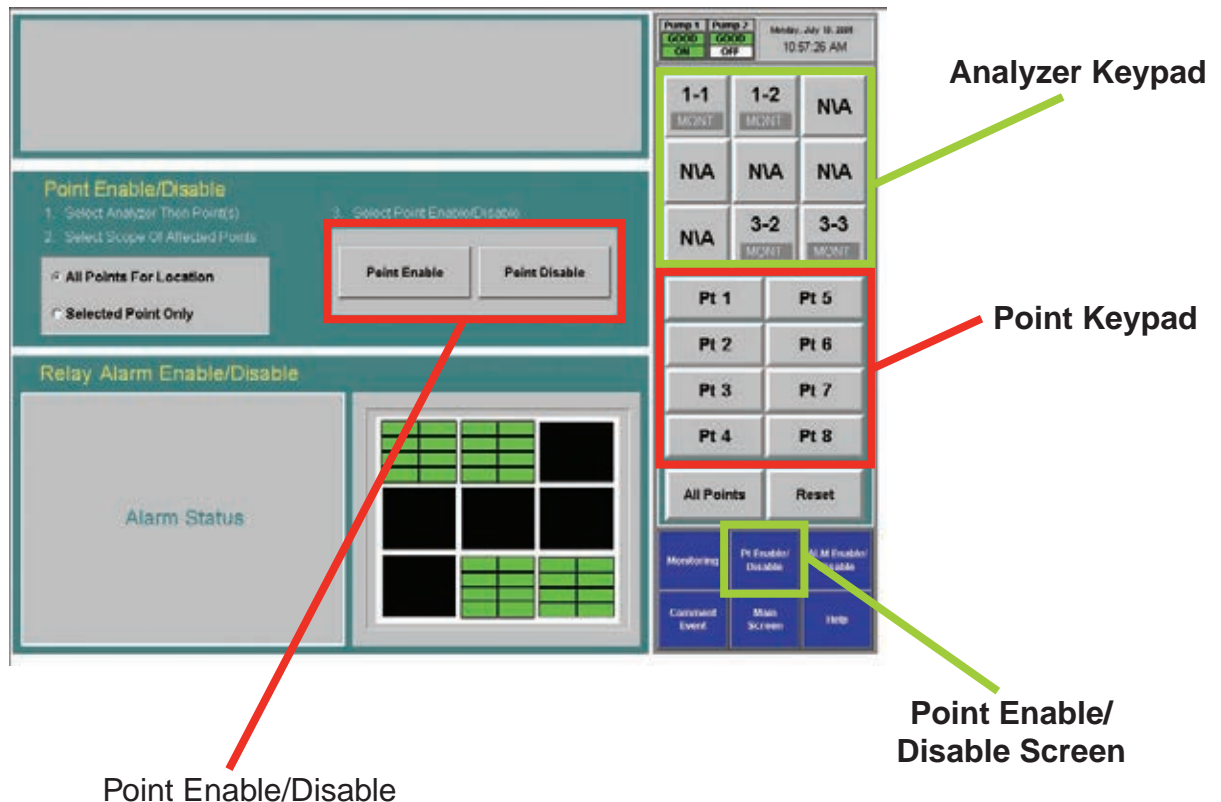 Pump 1 Pump 2
GOOD GOOD
ON OFF
Monday, July 18, 2005
10:57:26 AM
Analyzer Keypad
1-1 1-2 N\A
MONT MONT
N\A N\A N\A
N\A 3-2 3-3
MONT MONT
Point Enable/Disable
1. Select Analyzer Then Point(s)
2. Select Scope Of Affected Points
3. Select Point Enable/Disable
All Points For Location
Selected Point Only
Point Enable Point Disable
Pt 1 Pt 5
Pt 2 Pt 6
Pt 3 Pt 7
Pt 4 Pt 8
Point Keypad
All Points Reset
Relay Alarm Enable/Disable
Alarm Status
Monitoring
Pt Enable/
Disable
ALM Enable/
Comment
Event
Main
Screen
Help
Point Enable/
Disable Screen
Point Enable/Disable